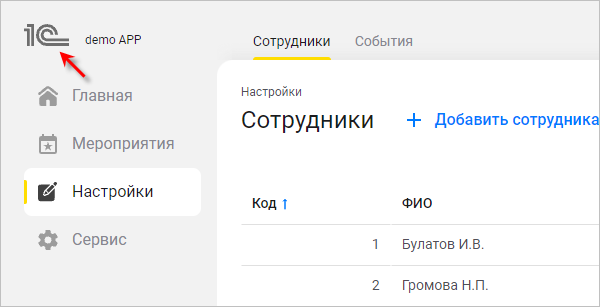 1С demo APP
Сотрудники События
Главная
Мероприятия
Настройки
Сервис
Настройки
Сотрудники + Добавить сотрудника
Код ↑ ФИО
1 Булатов И.В.
2 Громова Н.П.